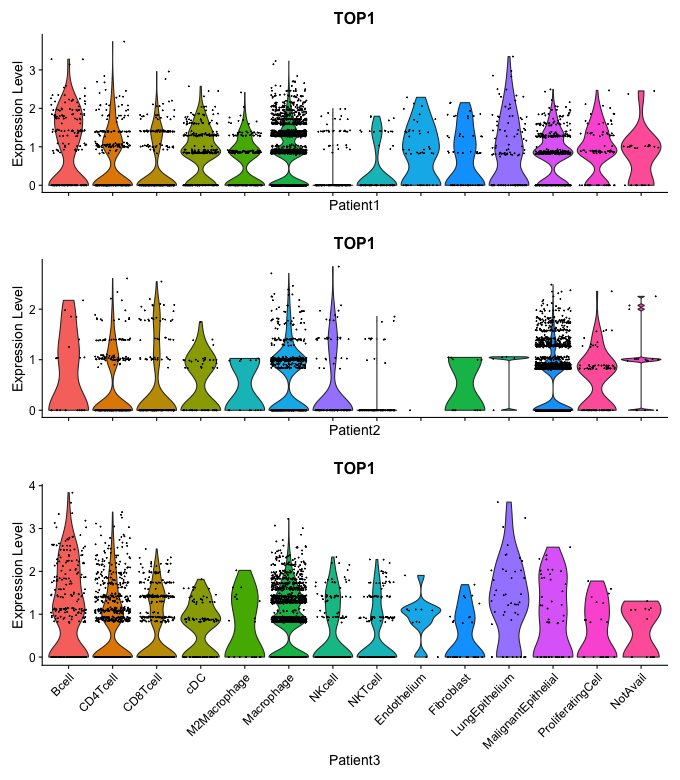 TOP1
Expression Level
3
2
1
0
Patient1
TOP1
Expression Level
2
1
0
Patient2
TOP1
Expression Level
4
3
2
1
0
Bcell
CD4Tcell
CD8Tcell
cDC
M2Macrophage
Macrophage
NKcell
NKTcell
Endothelium
Fibroblast
LungEpithelium
MalignantEpithelial
ProliferatingCell
NotAvail
Patient3